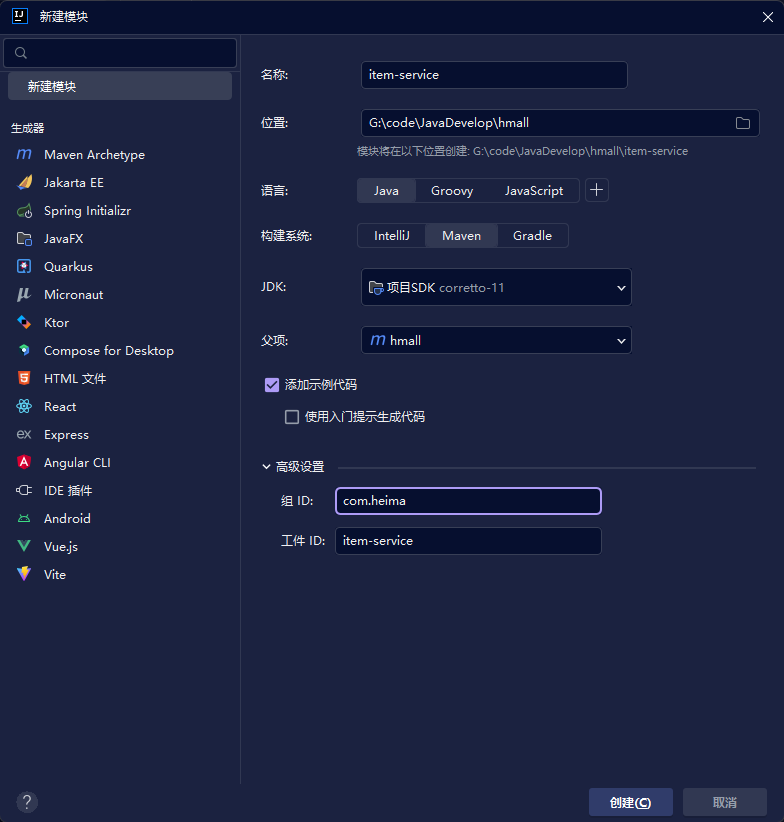 新建模块
新建模块
生成器
Maven Archetype
Jakarta EE
Spring Initializr
JavaFX
Quarkus
Micronaut
Ktor
Compose for Desktop
HTML 文件
React
Express
Angular CLI
IDE 插件
Android
Vue.js
Vite
名称: item-service
位置: G:\code\JavaDevelop\hmall
模块将在以下位置创建: G:\code\JavaDevelop\hmall\item-service
语言: Java Groovy JavaScript
构建系统: IntelliJ Maven Gradle
JDK: 项目SDK corretto-11
父项: hmall
添加示例代码
使用入门提示生成代码
高级设置
组 ID: com.heima
工件 ID: item-service
? 创建(C) 取消